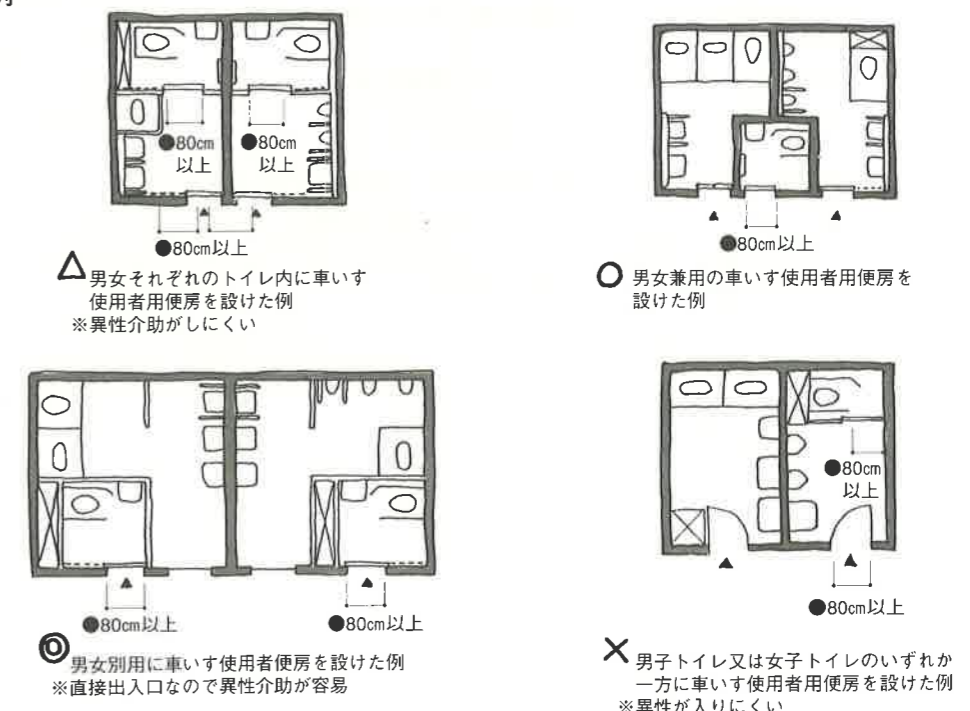 ●80cm
以上
●80cm
以上
●80cm以上
△ 男女それぞれのトイレ内に車いす
使用者用便房を設けた例
※異性介助がしにくい
●80cm以上
○ 男女兼用の車いす使用者用便房を
設けた例
●80cm以上
●80cm以上
◎ 男女別用に車いす使用者便房を設けた例
※直接出入口なので異性介助が容易
●80cm
以上
●80cm以上
× 男子トイレ又は女子トイレのいずれか
一方に車いす使用者用便房を設けた例
※異性が入りにくい